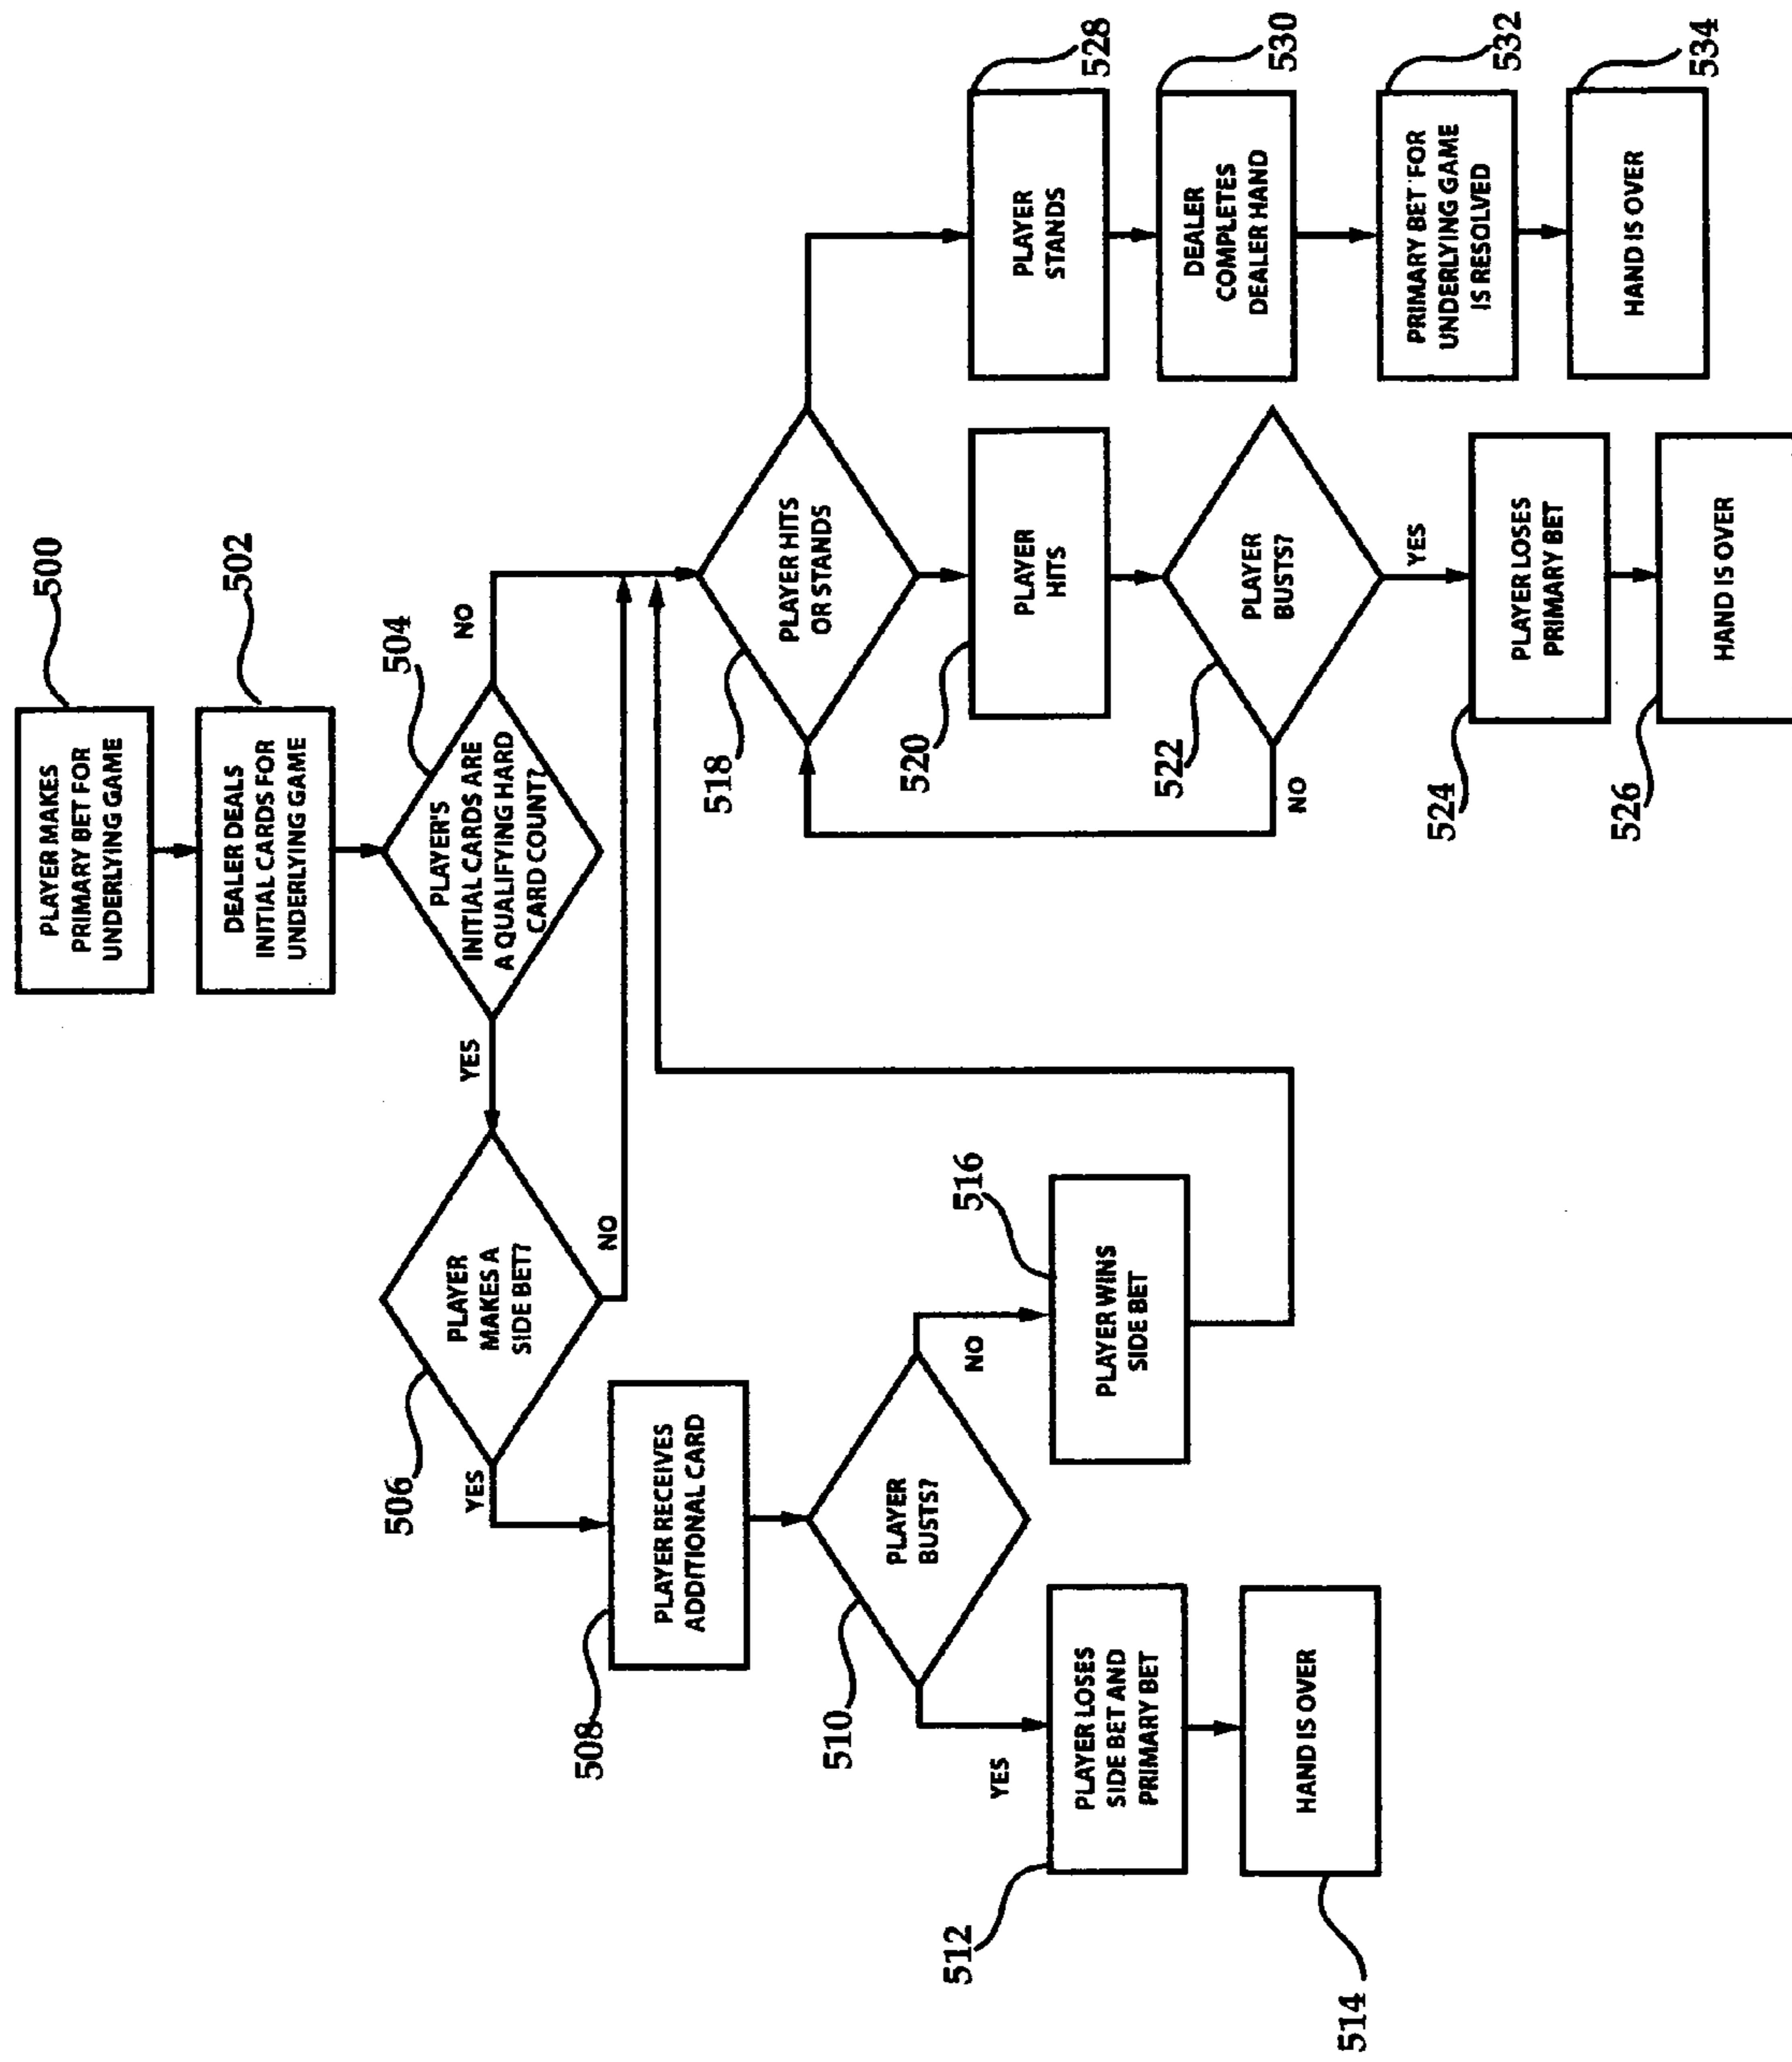 500
PLAYER MAKES
PRIMARY BET FOR
UNDERLYING GAME
502
DEALER DEALS
INITIAL CARDS FOR
UNDERLYING GAME
504
PLAYER'S
INITIAL CARDS ARE
A QUALIFYING HARD
CARD COUNT?
YES
NO
506
PLAYER
MAKES A
SIDE BET?
YES
NO
508
PLAYER RECEIVES
ADDITIONAL CARD
510
PLAYER
BUSTS?
YES
NO
512
PLAYER LOSES
SIDE BET AND
PRIMARY BET
514
HAND IS OVER
516
PLAYER WINS
SIDE BET
518
PLAYER HITS
OR STANDS
520
PLAYER
HITS
522
PLAYER
BUSTS?
NO
YES
524
PLAYER LOSES
PRIMARY BET
526
HAND IS OVER
528
PLAYER
STANDS
530
DEALER
COMPLETES
DEALER HAND
532
PRIMARY BET FOR
UNDERLYING GAME
IS RESOLVED
534
HAND IS OVER